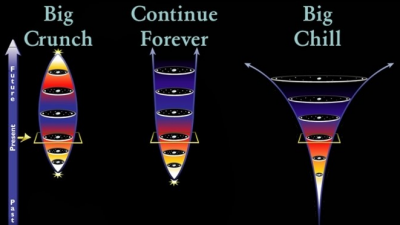 Big
Crunch
Continue
Forever
Big
Chill
Future
Present
Past